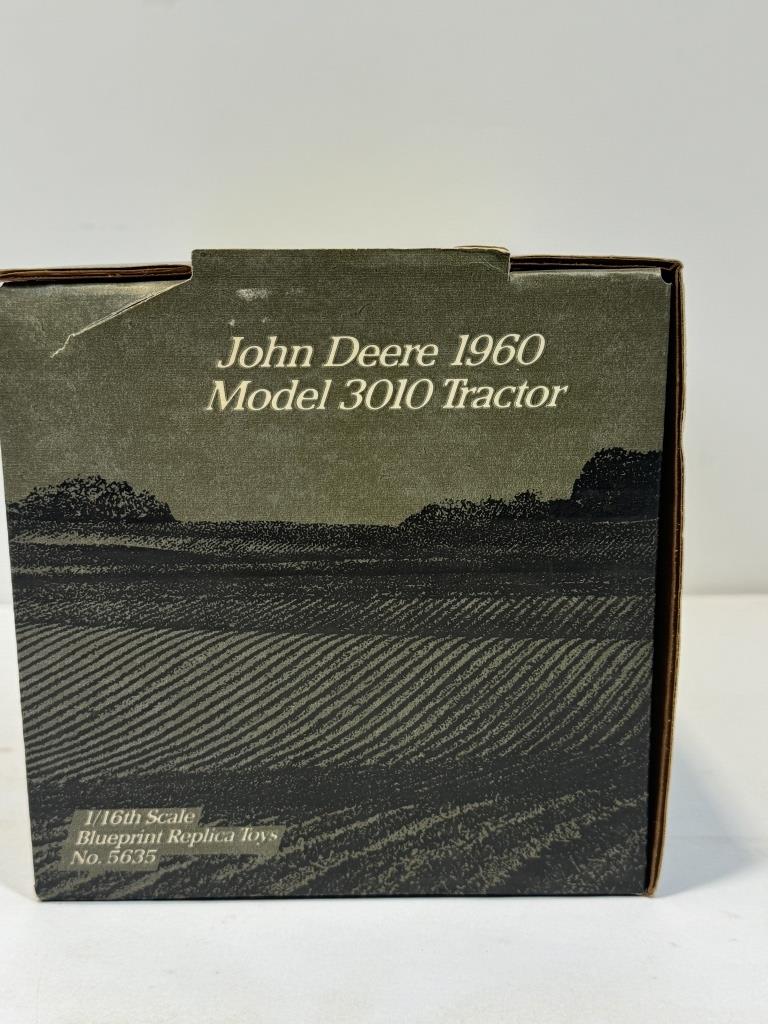 John Deere 1960
Model 3010 Tractor
1/16th Scale
Blueprint Replica Toys
No. 5635